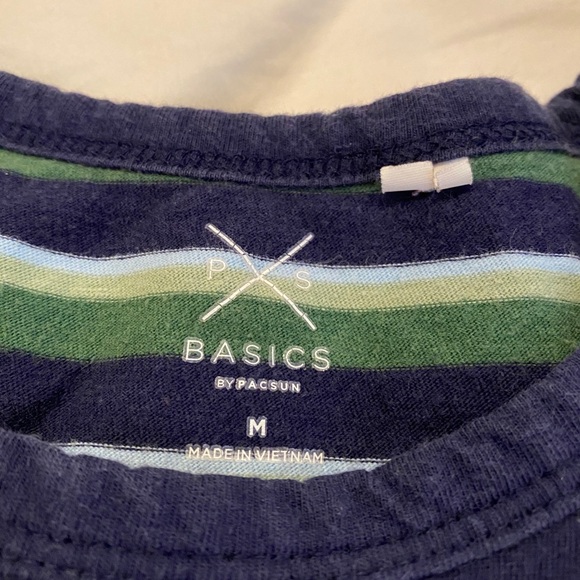 P S
BASICS
BY PACSUN
M
MADE IN VIETNAM